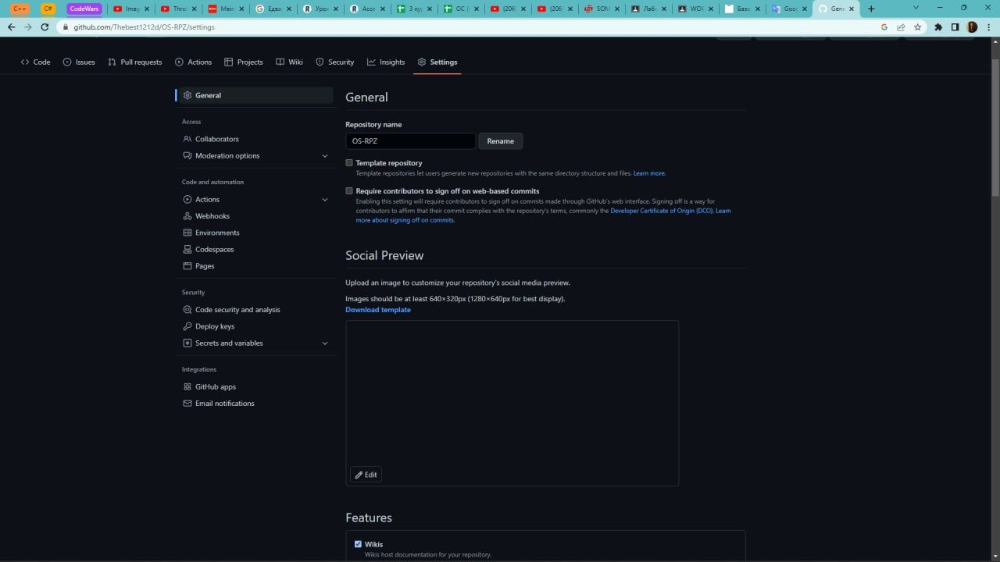 C++ C# CodeWars Imag Thro Mein Едав Урок Acce ОС ( (206) (206) SOM Лаб. WOF База Goog Gene
github.com/Thebest1212d/OS-RPZ/settings
Code Issues Pull requests Actions Projects Wiki Security Insights Settings
General
Access
Collaborators
Moderation options
Code and automation
Actions
Webhooks
Environments
Codespaces
Pages
Security
Code security and analysis
Deploy keys
Secrets and variables
Integrations
GitHub apps
Email notifications
General
Repository name
OS-RPZ Rename
Template repository
Template repositories let users generate new repositories with the same directory structure and files. Learn more.
Require contributors to sign off on web-based commits
Enabling this setting will require contributors to sign off on commits made through GitHub's web interface. Signing off is a way for
contributors to affirm that their commit complies with the repository's terms, commonly the Developer Certificate of Origin (DCO). Learn
more about signing off on commits.
Social Preview
Upload an image to customize your repository's social media preview.
Images should be at least 640×320px (1280×640px for best display).
Download template
Edit
Features
Wikis
Wikis host documentation for your repository.